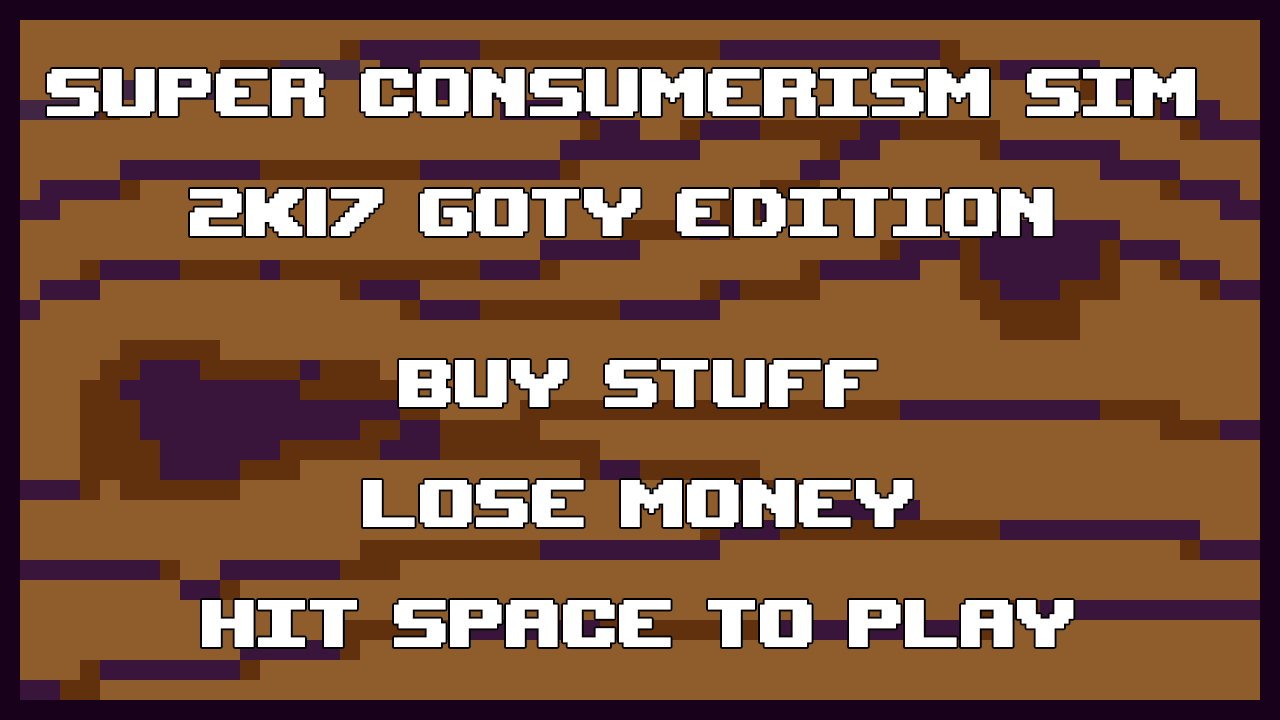 SUPER CONSUMERISM SIM
2K17 GOTY EDITION
BUY STUFF
LOSE MONEY
HIT SPACE TO PLAY